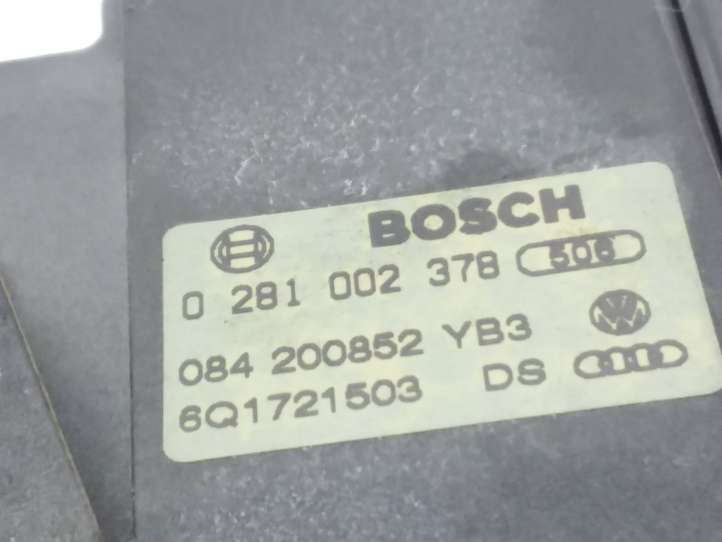 BOSCH
0 281 002 378 506
084 200852 YB3
6Q1721503 DS